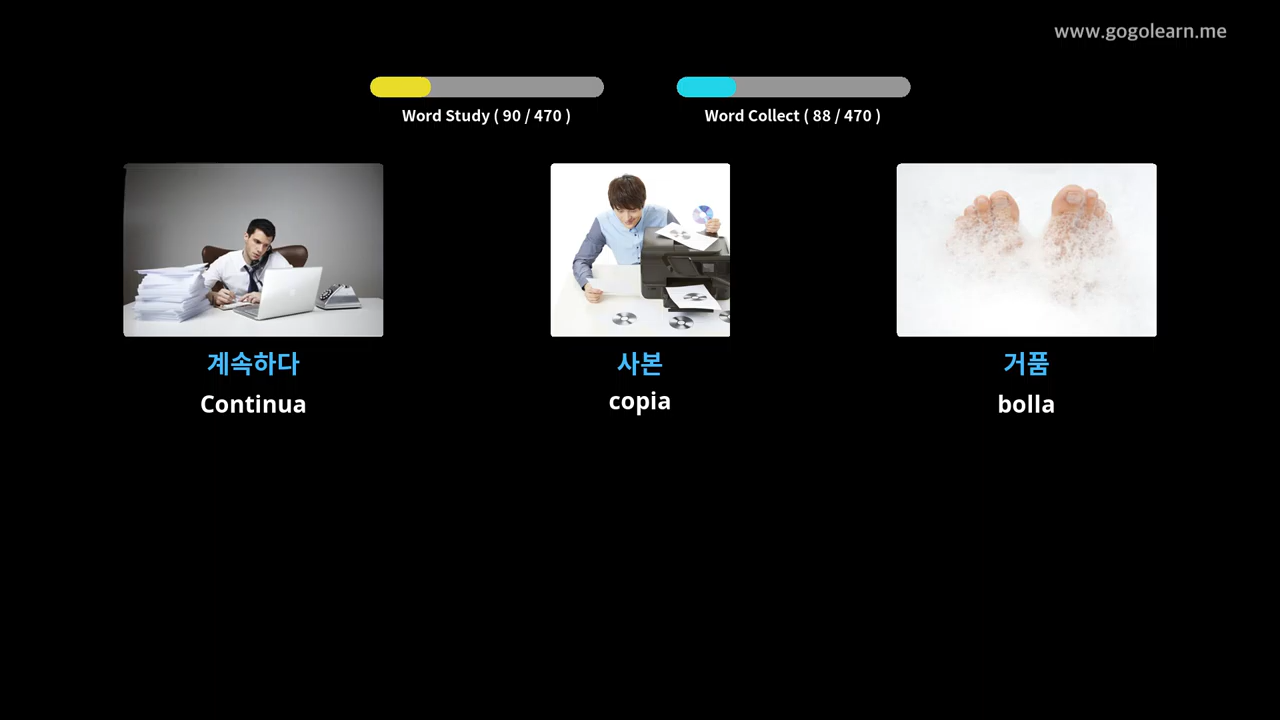 www.gogolearn.me
Word Study ( 90 / 470 )
Word Collect ( 88 / 470 )
계속하다
Continua
사본
copia
거품
bolla